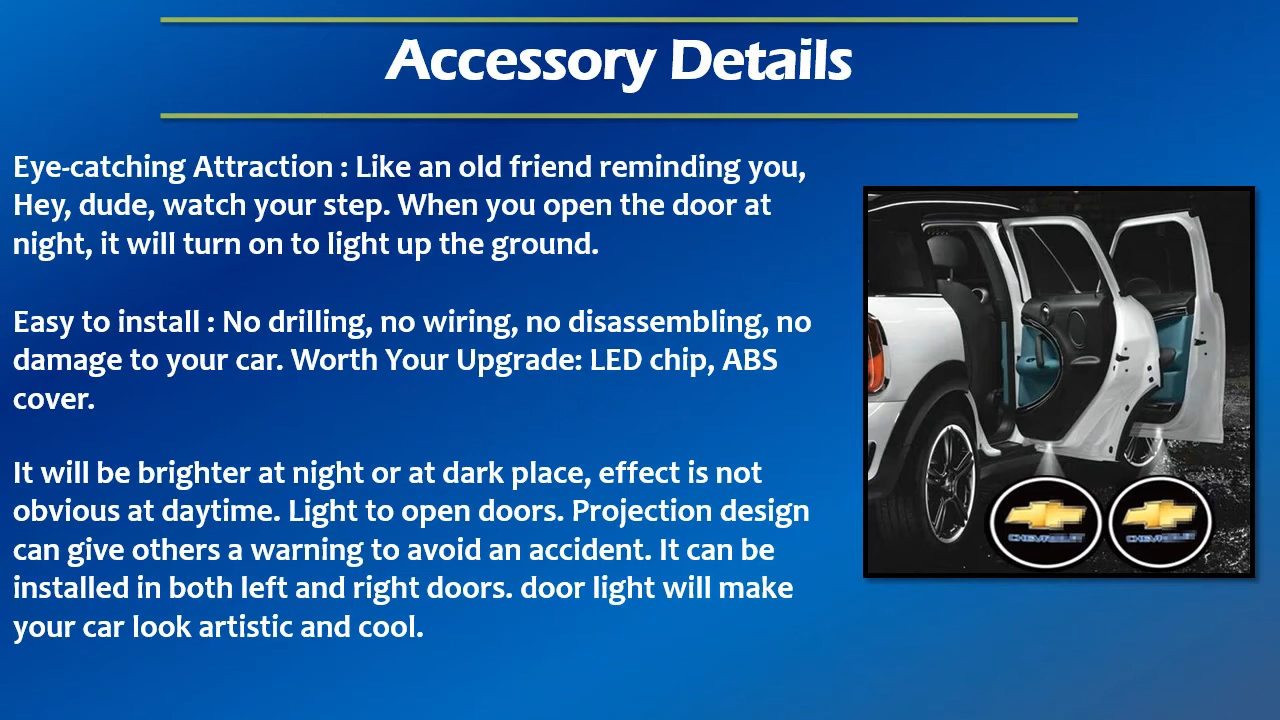 Accessory Details
Eye-catching Attraction : Like an old friend reminding you,
Hey, dude, watch your step. When you open the door at
night, it will turn on to light up the ground.
Easy to install : No drilling, no wiring, no disassembling, no
damage to your car. Worth Your Upgrade: LED chip, ABS
cover.
It will be brighter at night or at dark place, effect is not
obvious at daytime. Light to open doors. Projection design
can give others a warning to avoid an accident. It can be
installed in both left and right doors. door light will make
your car look artistic and cool.
CHEVROLET
CHEVROLET